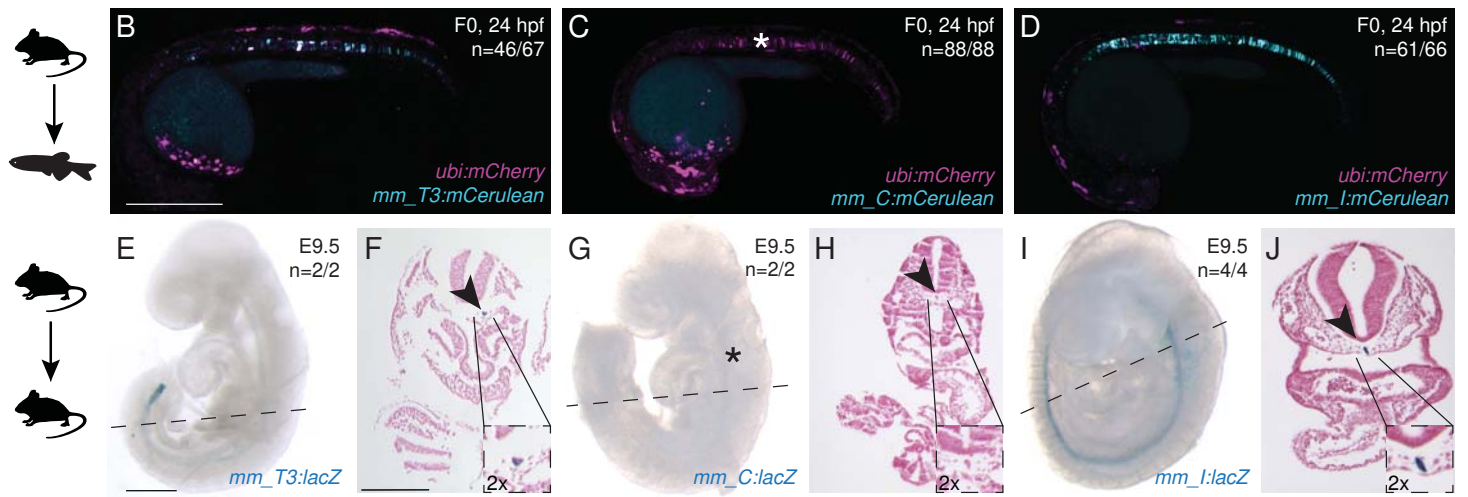 B
F0, 24 hpf
n=46/67
ubi:mCherry
mm_T3:mCerulean
C
F0, 24 hpf
n=88/88
*
ubi:mCherry
mm_C:mCerulean
D
F0, 24 hpf
n=61/66
ubi:mCherry
mm_I:mCerulean
E
E9.5
n=2/2
mm_T3:lacZ
F
2x
G
E9.5
n=2/2
*
mm_C:lacZ
H
2x
I
E9.5
n=4/4
mm_I:lacZ
J
2x